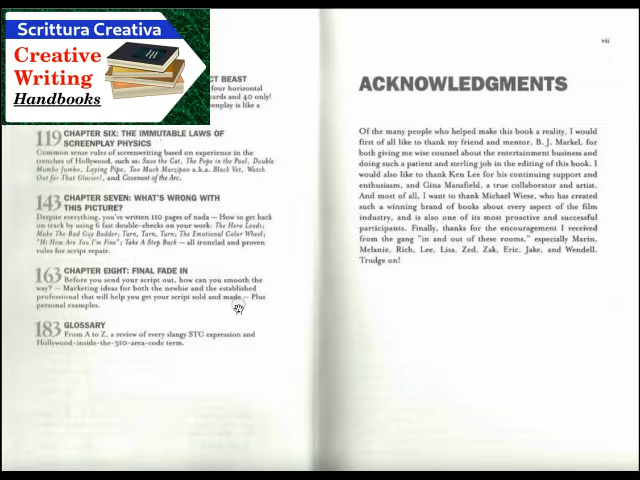 Scrittura Creativa
Creative
Writing
Handbooks
CT BEAST
four horizontal
cards and 40 only!
eenplay is like a
119 CHAPTER SIX: THE IMMUTABLE LAWS OF
SCREENPLAY PHYSICS
Common sense rules of screenwriting based on experience in the
trenches of Hollywood, such as: Save the Cat, The Pope in the Pool, Double
Mumbo Jumbo, Laying Pipe, Too Much Marzipan a.k.a. Black Vet, Watch
Out for That Glacier!, and Covenant of the Arc.
143 CHAPTER SEVEN: WHAT'S WRONG WITH
THIS PICTURE?
Despite everything, you've written 110 pages of nada — How to get back
on track by using 6 fast double-checks on your work: The Hero Leads;
Make The Bad Guy Badder; Turn, Turn, Turn; The Emotional Color Wheel;
"Hi How Are You I'm Fine"; Take A Step Back — all ironclad and proven
rules for script repair.
163 CHAPTER EIGHT: FINAL FADE IN
Before you send your script out, how can you smooth the
way? — Marketing ideas for both the newbie and the established
professional that will help you get your script sold and made — Plus
personal examples.
183 GLOSSARY
From A to Z, a review of every slangy STC expression and
Hollywood-inside-the-310-area-code term.
viii
ACKNOWLEDGMENTS
Of the many people who helped make this book a reality, I would
first of all like to thank my friend and mentor, B. J. Markel, for
both giving me wise counsel about the entertainment business and
doing such a patient and sterling job in the editing of this book. I
would also like to thank Ken Lee for his continuing support and
enthusiasm, and Gina Mansfield, a true collaborator and artist.
And most of all, I want to thank Michael Wiese, who has created
such a winning brand of books about every aspect of the film
industry, and is also one of its most proactive and successful
participants. Finally, thanks for the encouragement I received
from the gang "in and out of these rooms," especially Marin,
Melanie, Rich, Lee, Lisa, Zed, Zak, Eric, Jake, and Wendell.
Trudge on!